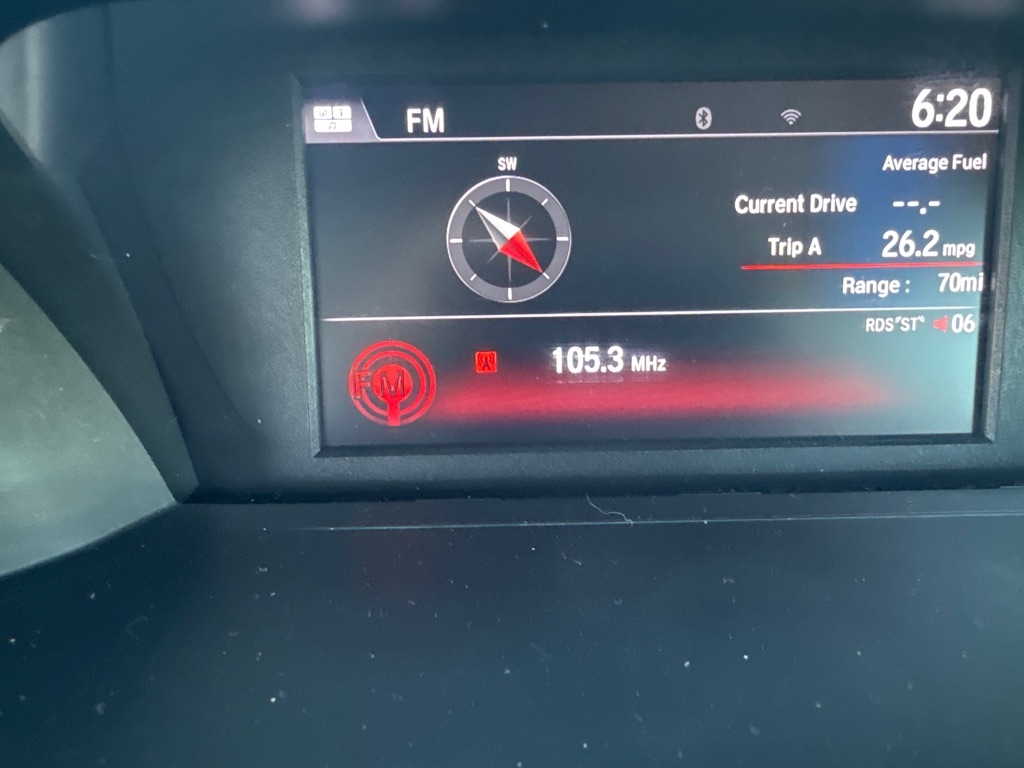 FM 6:20
SW
Average Fuel
Current Drive --.-
Trip A 26.2 mpg
Range : 70mi
RDS"ST" 06
FM
105.3 MHz